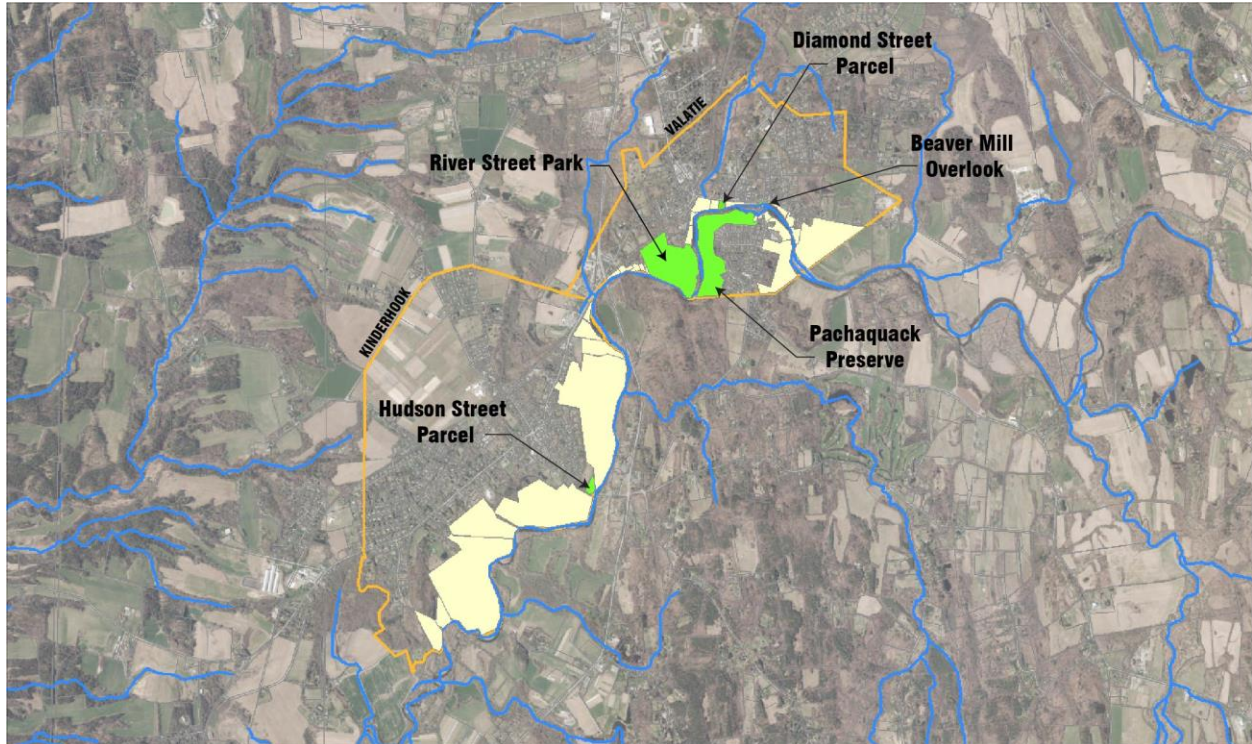 Diamond Street
Parcel
VALATIE
Beaver Mill
Overlook
River Street Park
KINDERHOOK
Pachaquack
Preserve
Hudson Street
Parcel